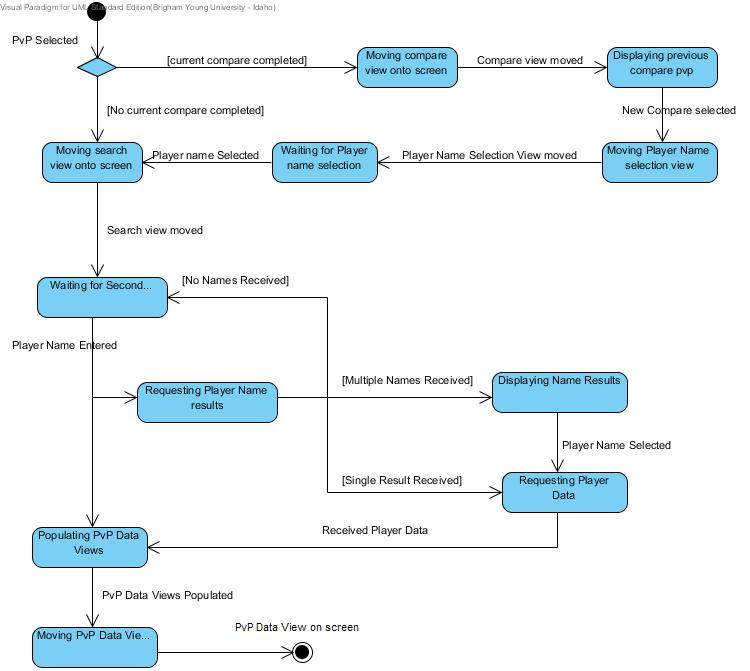 Visual Paradigm for UML Standard Edition(Brigham Young University - Idaho)
PvP Selected
[current compare completed]
Moving compare
view onto screen
Compare view moved
Displaying previous
compare pvp
[No current compare completed]
New Compare selected
Moving search
view onto screen
Player name Selected
Waiting for Player
name selection
Player Name Selection View moved
Moving Player Name
selection view
Search view moved
Waiting for Second...
[No Names Received]
Player Name Entered
Requesting Player Name
results
[Multiple Names Received]
Displaying Name Results
Player Name Selected
[Single Result Received]
Requesting Player
Data
Received Player Data
Populating PvP Data
Views
PvP Data Views Populated
Moving PvP Data Vie...
PvP Data View on screen